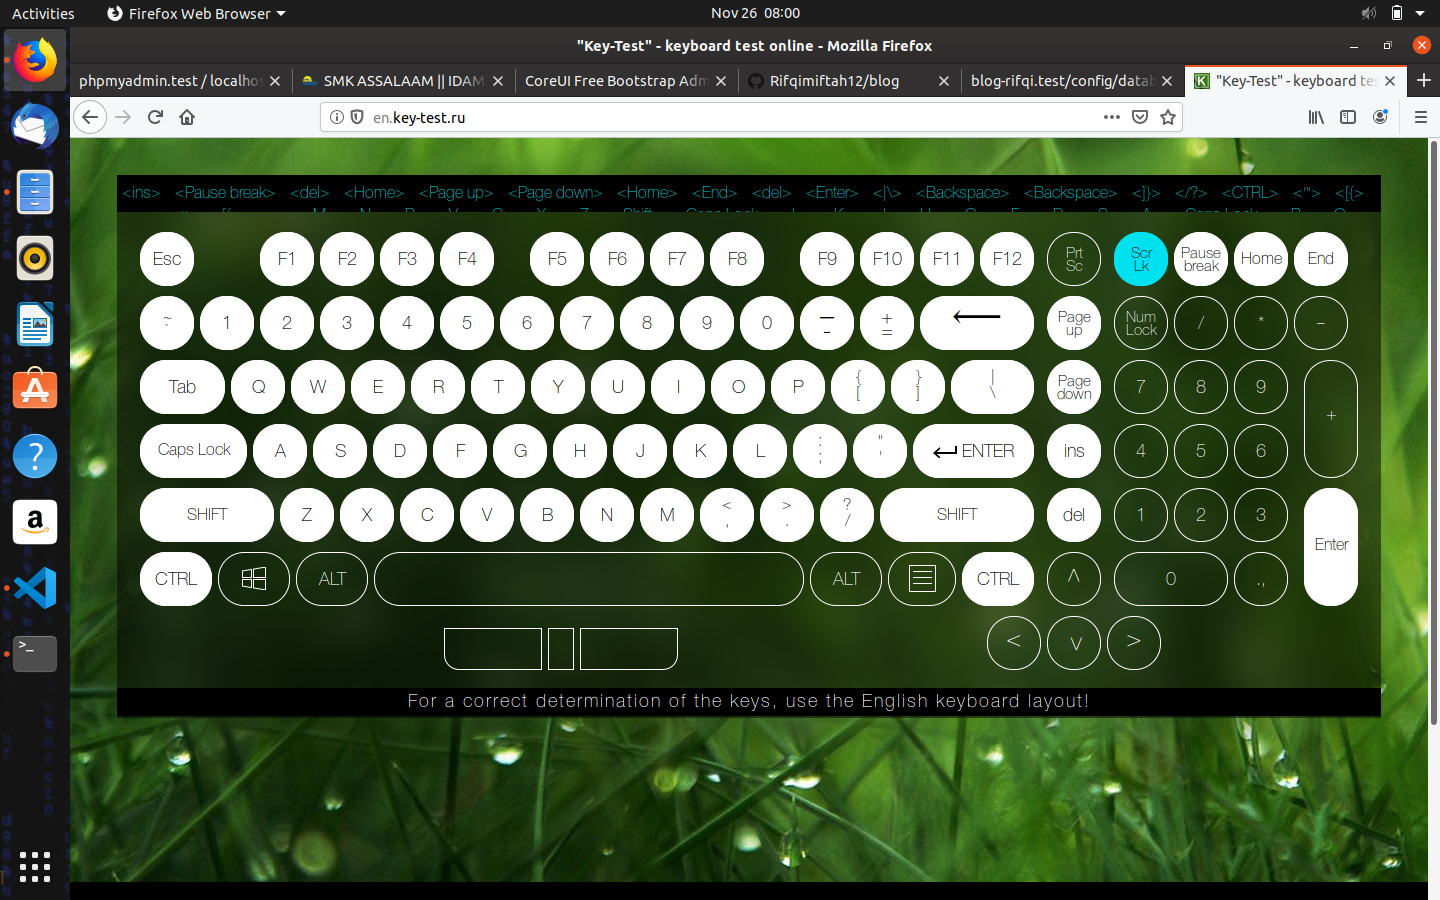 Activities Firefox Web Browser Nov 26 08:00
"Key-Test" - keyboard test online - Mozilla Firefox
phpmyadmin.test / localhos SMK ASSALAAM || IDAM CoreUI Free Bootstrap Adm Rifqimiftah12/blog blog-rifqi.test/config/datab "Key-Test" - keyboard tes
en.key-test.ru
<ins> <Pause break> <del> <Home> <Page up> <Page down> <Home> <End> <del> <Enter> <|\> <Backspace> <Backspace> <]}> </?> <CTRL> <'"> <[{>
Esc F1 F2 F3 F4 F5 F6 F7 F8 F9 F10 F11 F12 Prt Sc Scr Lk Pause break Home End
~ ` 1 2 3 4 5 6 7 8 9 0 _ - + = Page up Num Lock / * -
Tab Q W E R T Y U I O P { [ } ] | \ Page down 7 8 9 +
Caps Lock A S D F G H J K L : ; " ' ENTER ins 4 5 6
SHIFT Z X C V B N M < , > . ? / SHIFT del 1 2 3 Enter
CTRL ALT ALT CTRL ^ 0 .,
< v >
For a correct determination of the keys, use the English keyboard layout!